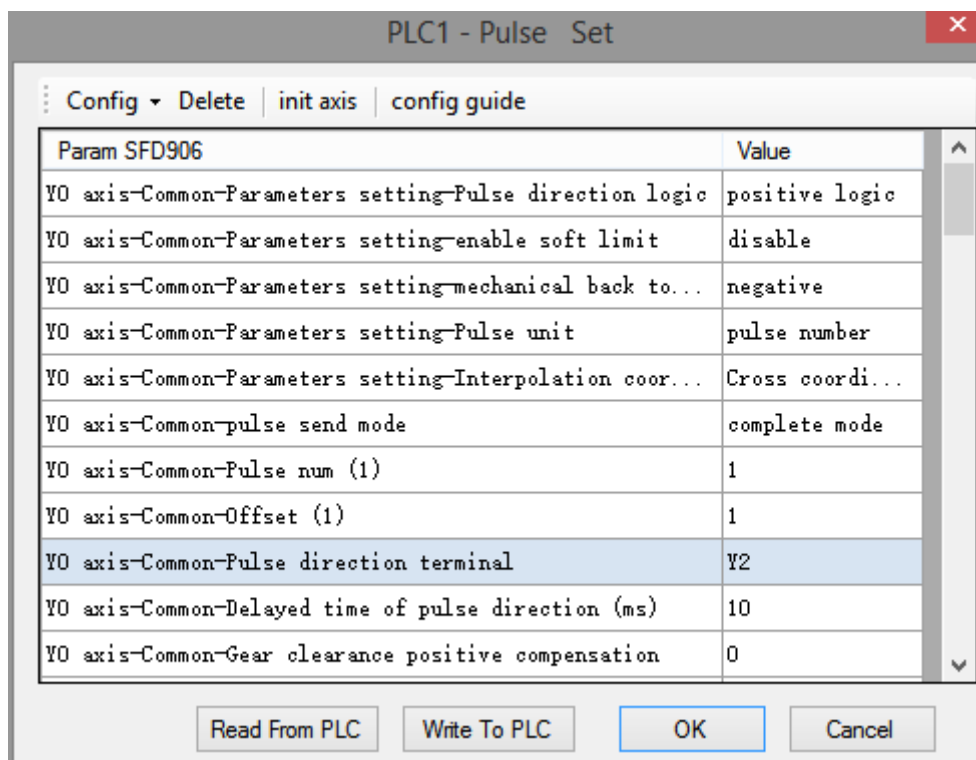 PLC1 - Pulse Set
Config Delete init axis config guide
Param SFD906 Value
Y0 axis-Common-Parameters setting-Pulse direction logic positive logic
Y0 axis-Common-Parameters setting-enable soft limit disable
Y0 axis-Common-Parameters setting-mechanical back to... negative
Y0 axis-Common-Parameters setting-Pulse unit pulse number
Y0 axis-Common-Parameters setting-Interpolation coor... Cross coordi...
Y0 axis-Common-pulse send mode complete mode
Y0 axis-Common-Pulse num (1) 1
Y0 axis-Common-Offset (1) 1
Y0 axis-Common-Pulse direction terminal Y2
Y0 axis-Common-Delayed time of pulse direction (ms) 10
Y0 axis-Common-Gear clearance positive compensation 0
Read From PLC Write To PLC OK Cancel